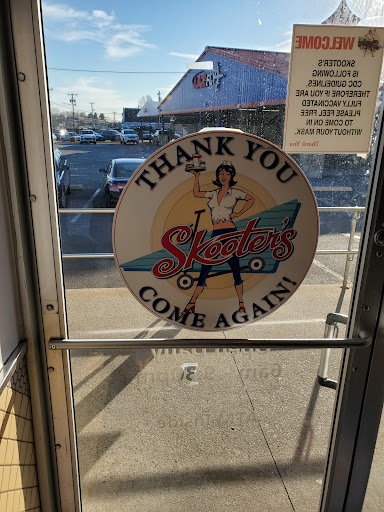 WELCOME
SKOOTER'S
IS FOLLOWING
CDC GUIDELINES
THEREFORE IF YOU ARE
FULLY VACCINATED
PLEASE FEEL FREE
TO COME ON IN
WITHOUT YOUR MASK.
Thank You
THANK YOU
Skooter's
COME AGAIN!